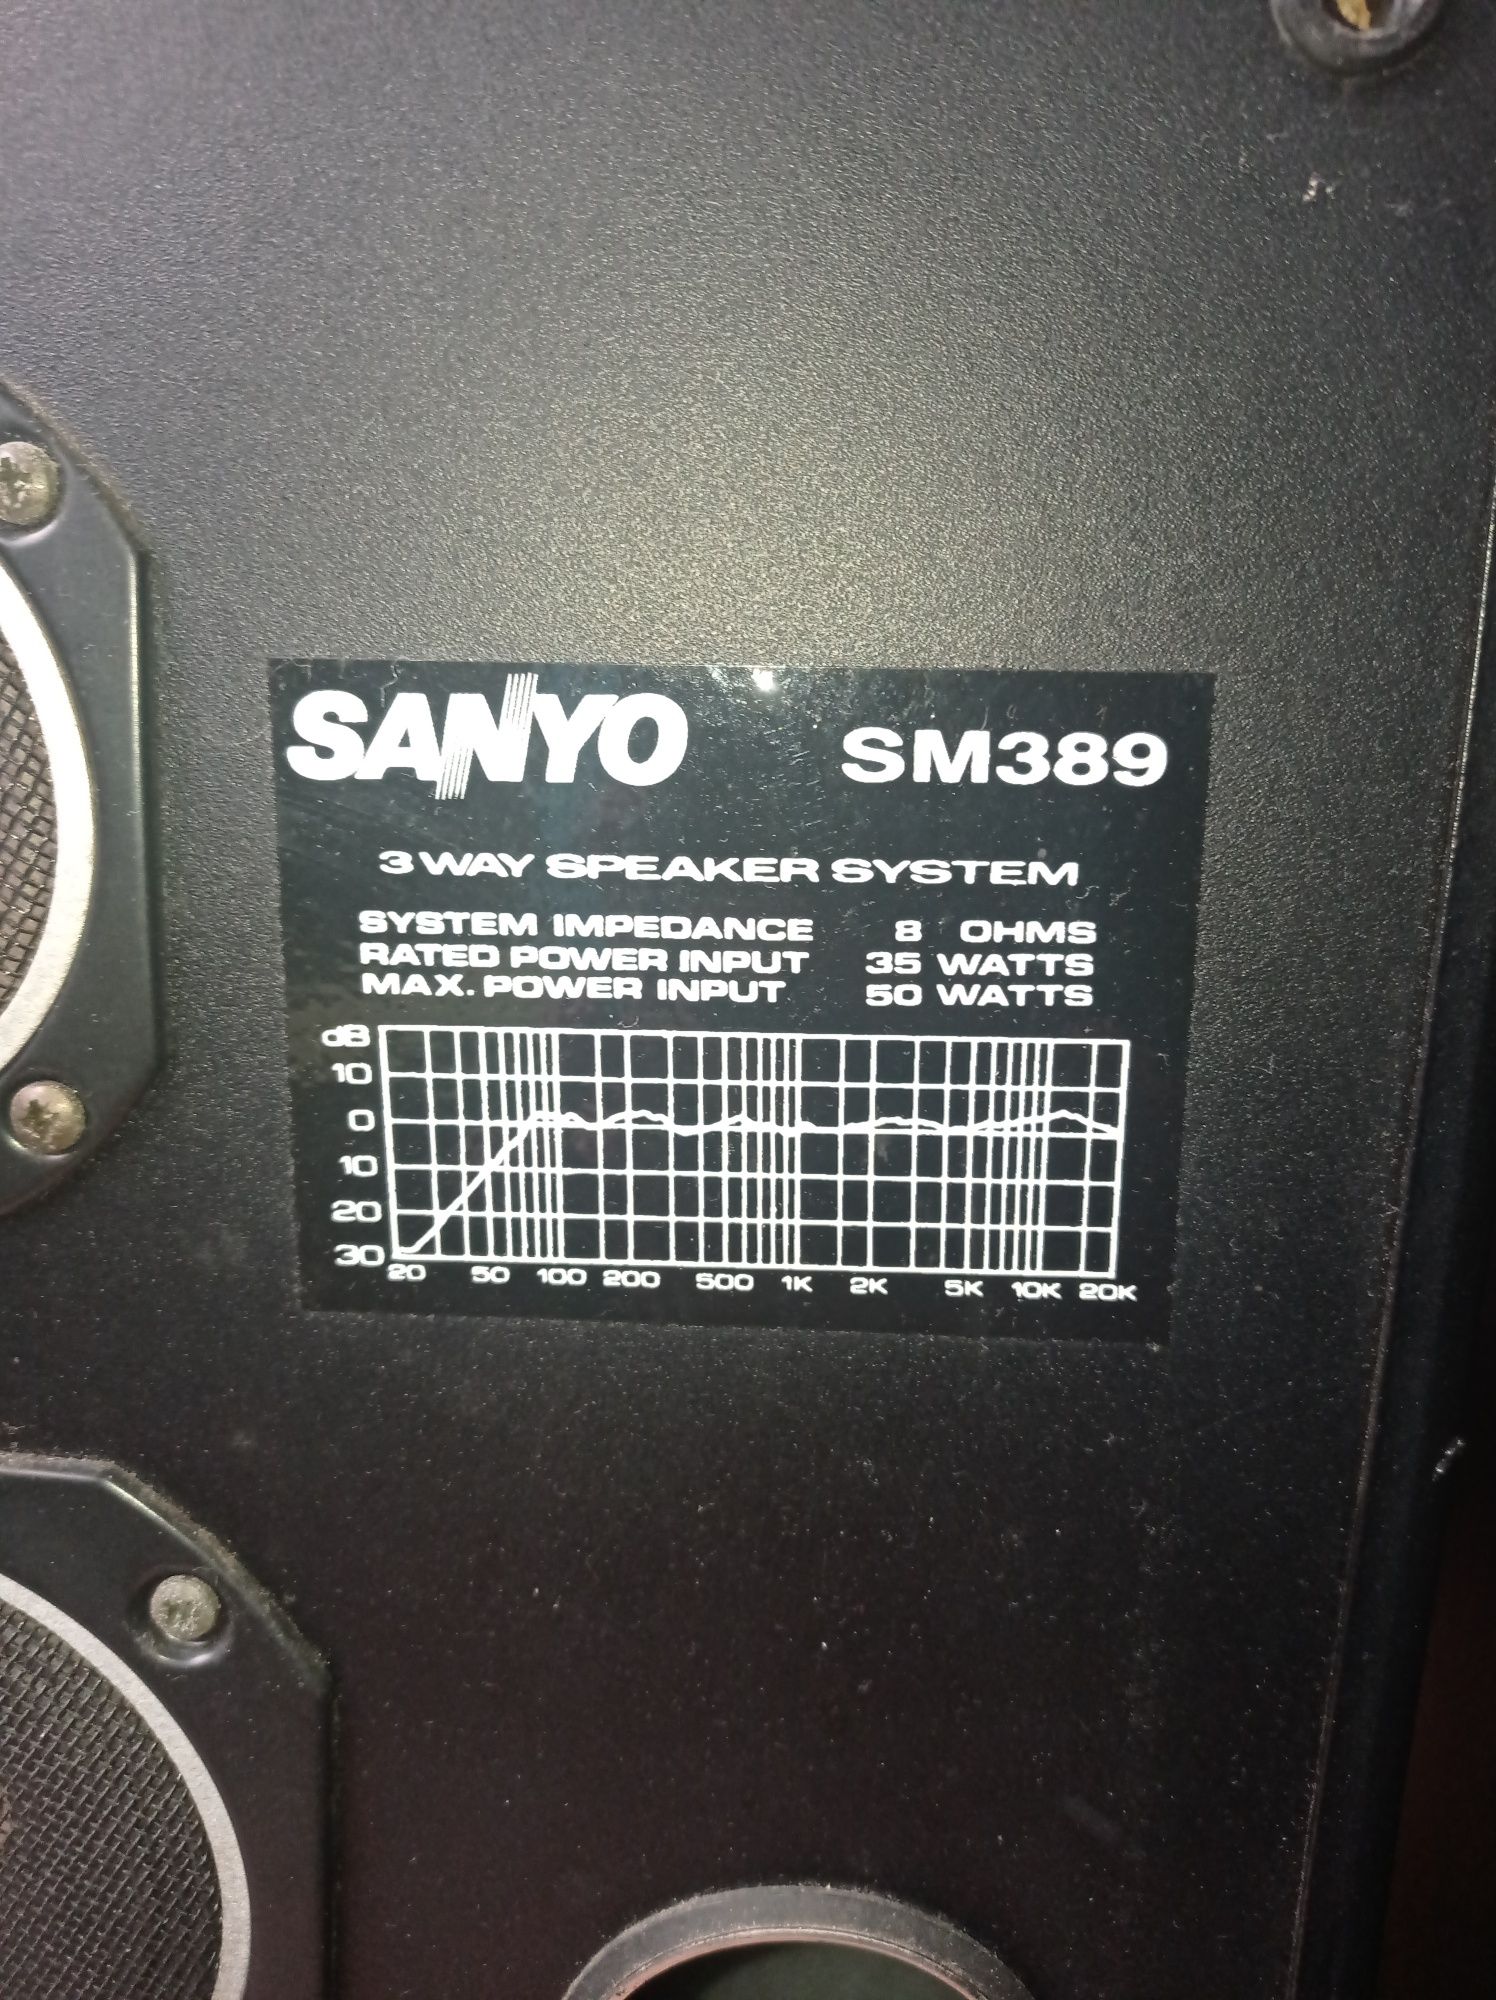 SANYO SM389
3 WAY SPEAKER SYSTEM
SYSTEM IMPEDANCE 8 OHMS
RATED POWER INPUT 35 WATTS
MAX. POWER INPUT 50 WATTS
dB
10
0
10
20
30
20 50 100 200 500 1K 2K 5K 10K 20K